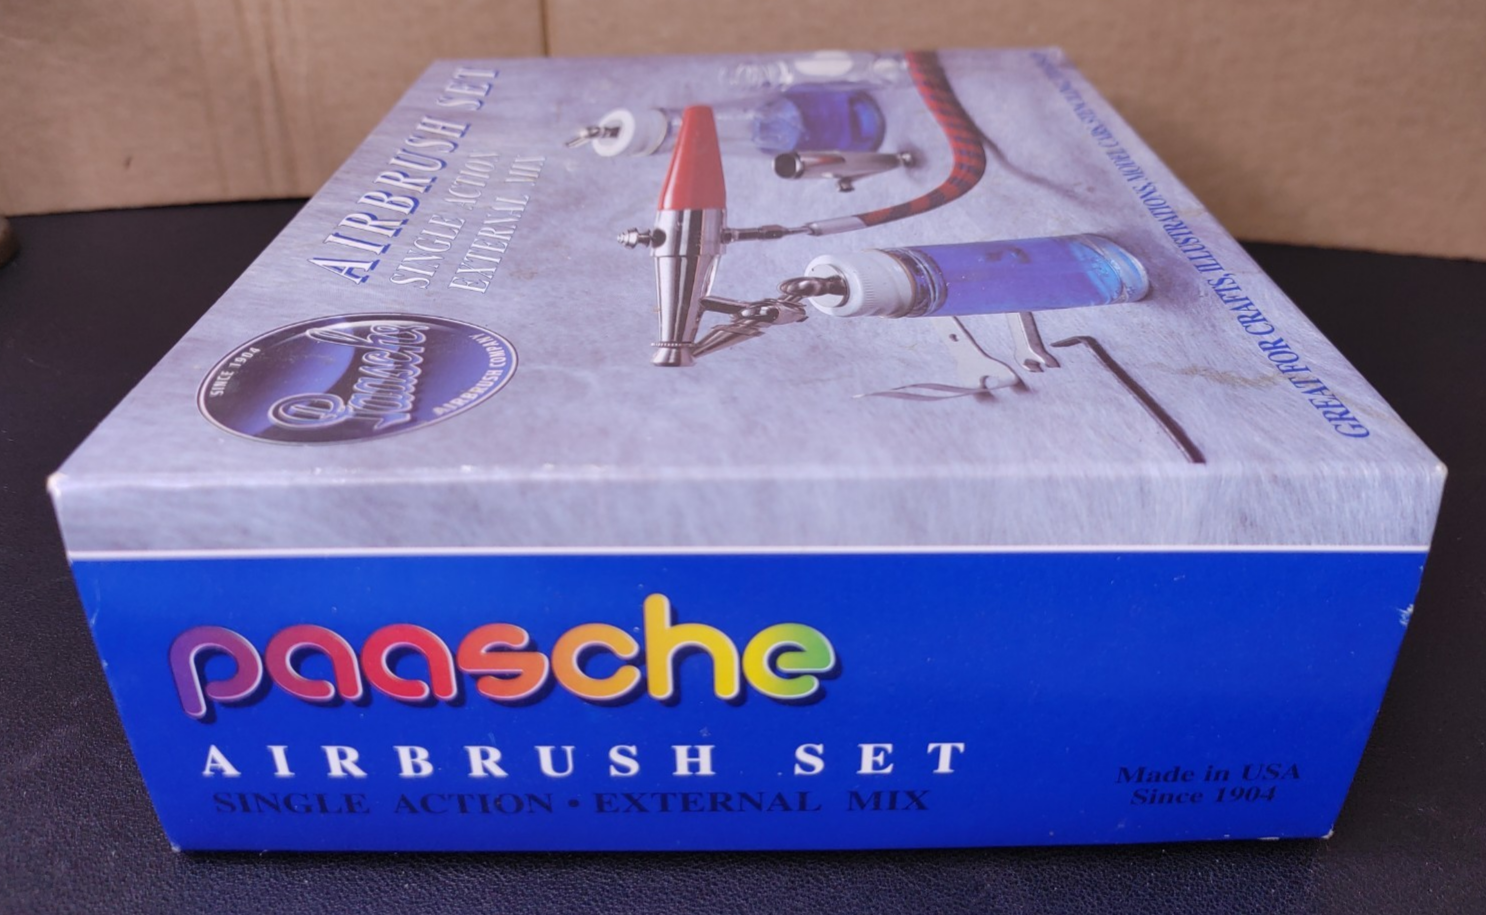 AIRBRUSH SET
SINGLE ACTION
EXTERNAL MIX
SINCE 1904
Paasche
AIRBRUSH COMPANY
GREAT FOR CRAFTS, ILLUSTRATIONS, MODEL CARS,
paasche
AIRBRUSH SET
SINGLE ACTION • EXTERNAL MIX
Made in USA
Since 1904